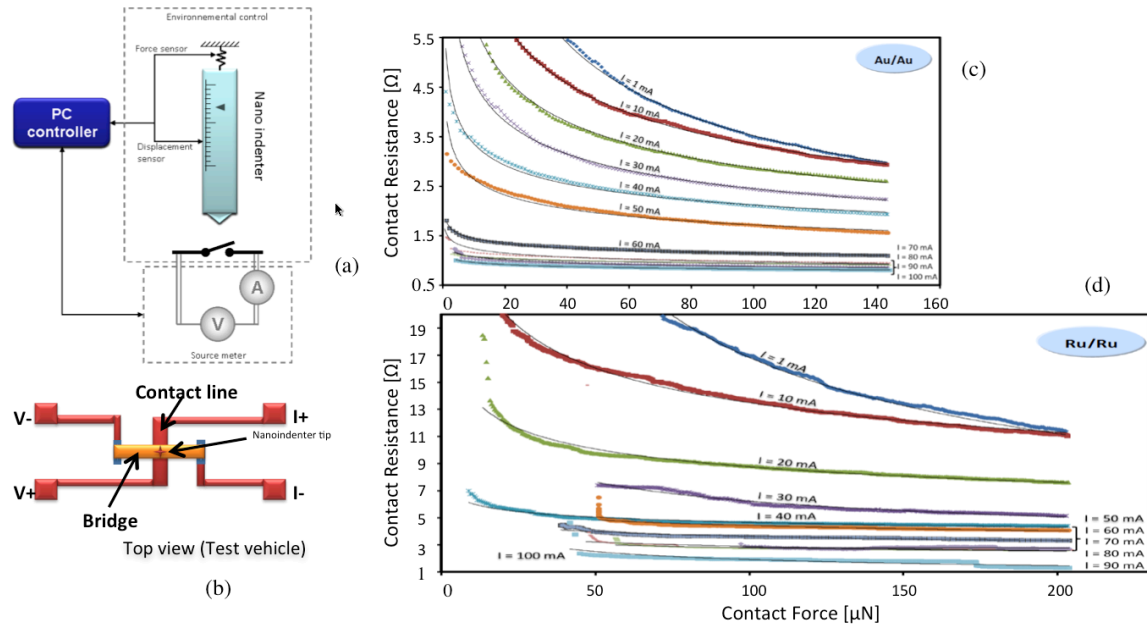 Environnemental control
Force sensor
Nano indenter
PC
controller
Displacement
sensor
(a)
A
V
Source meter
Contact line
V-
I+
Nanoindenter tip
V+
I-
Bridge
Top view (Test vehicle)
(b)
(c)
Au/Au
Contact Resistance [Ω]
5.5
4.5
3.5
2.5
1.5
0.5
I = 1 mA
I = 10 mA
I = 20 mA
I = 30 mA
I = 40 mA
I = 50 mA
I = 60 mA
I = 70 mA
I = 80 mA
I = 90 mA
I = 100 mA
0 20 40 60 80 100 120 140 160
(d)
Ru/Ru
Contact Resistance [Ω]
19
17
15
13
11
9
7
5
3
1
I = 1 mA
I = 10 mA
I = 20 mA
I = 30 mA
I = 40 mA
I = 50 mA
I = 60 mA
I = 70 mA
I = 80 mA
I = 90 mA
I = 100 mA
0 50 100 150 200
Contact Force [µN]